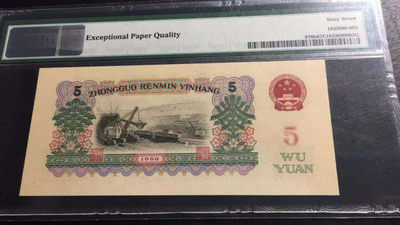 Exceptional Paper Quality
Sixty Seven
5 5
ZHONGGUO RENMIN YINHANG
5
WU
YUAN
1960